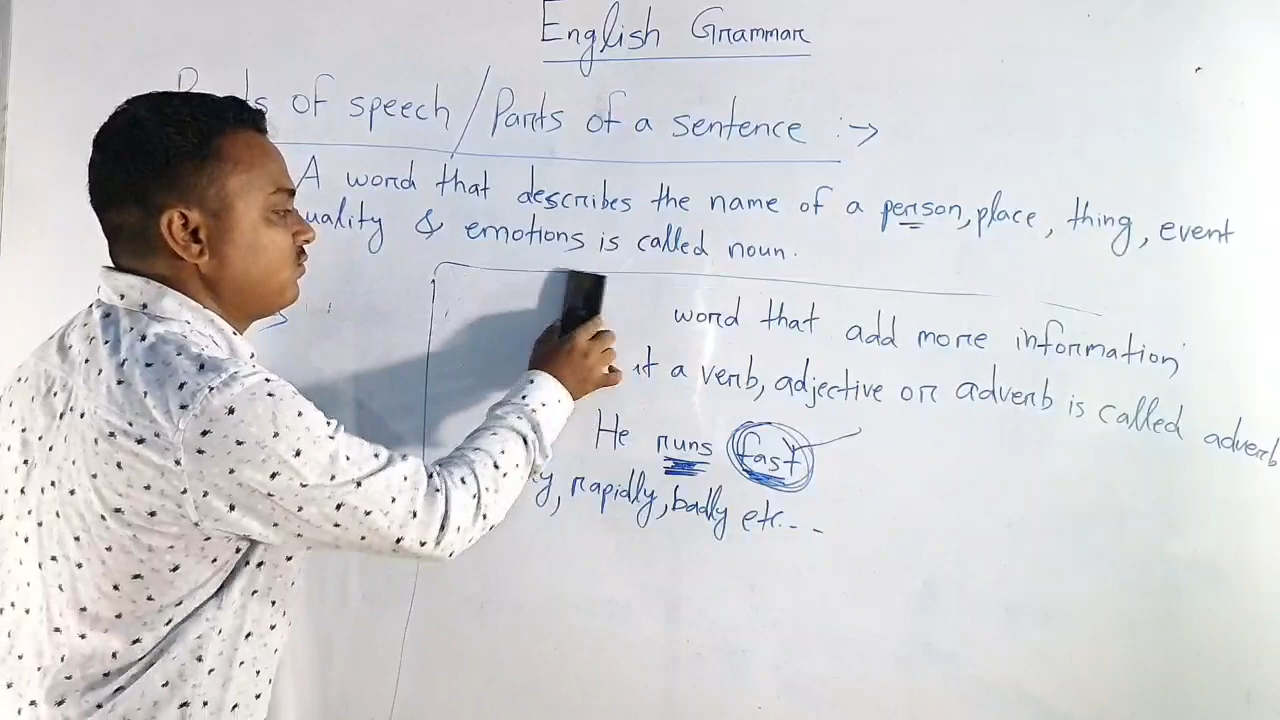 English Grammar
of speech / Parts of a sentence :→
A word that describes the name of a person, place, thing, event
& emotions is called noun.
word that add more information
a verb, adjective or adverb is called adverb
He runs fast
rapidly, badly etc...